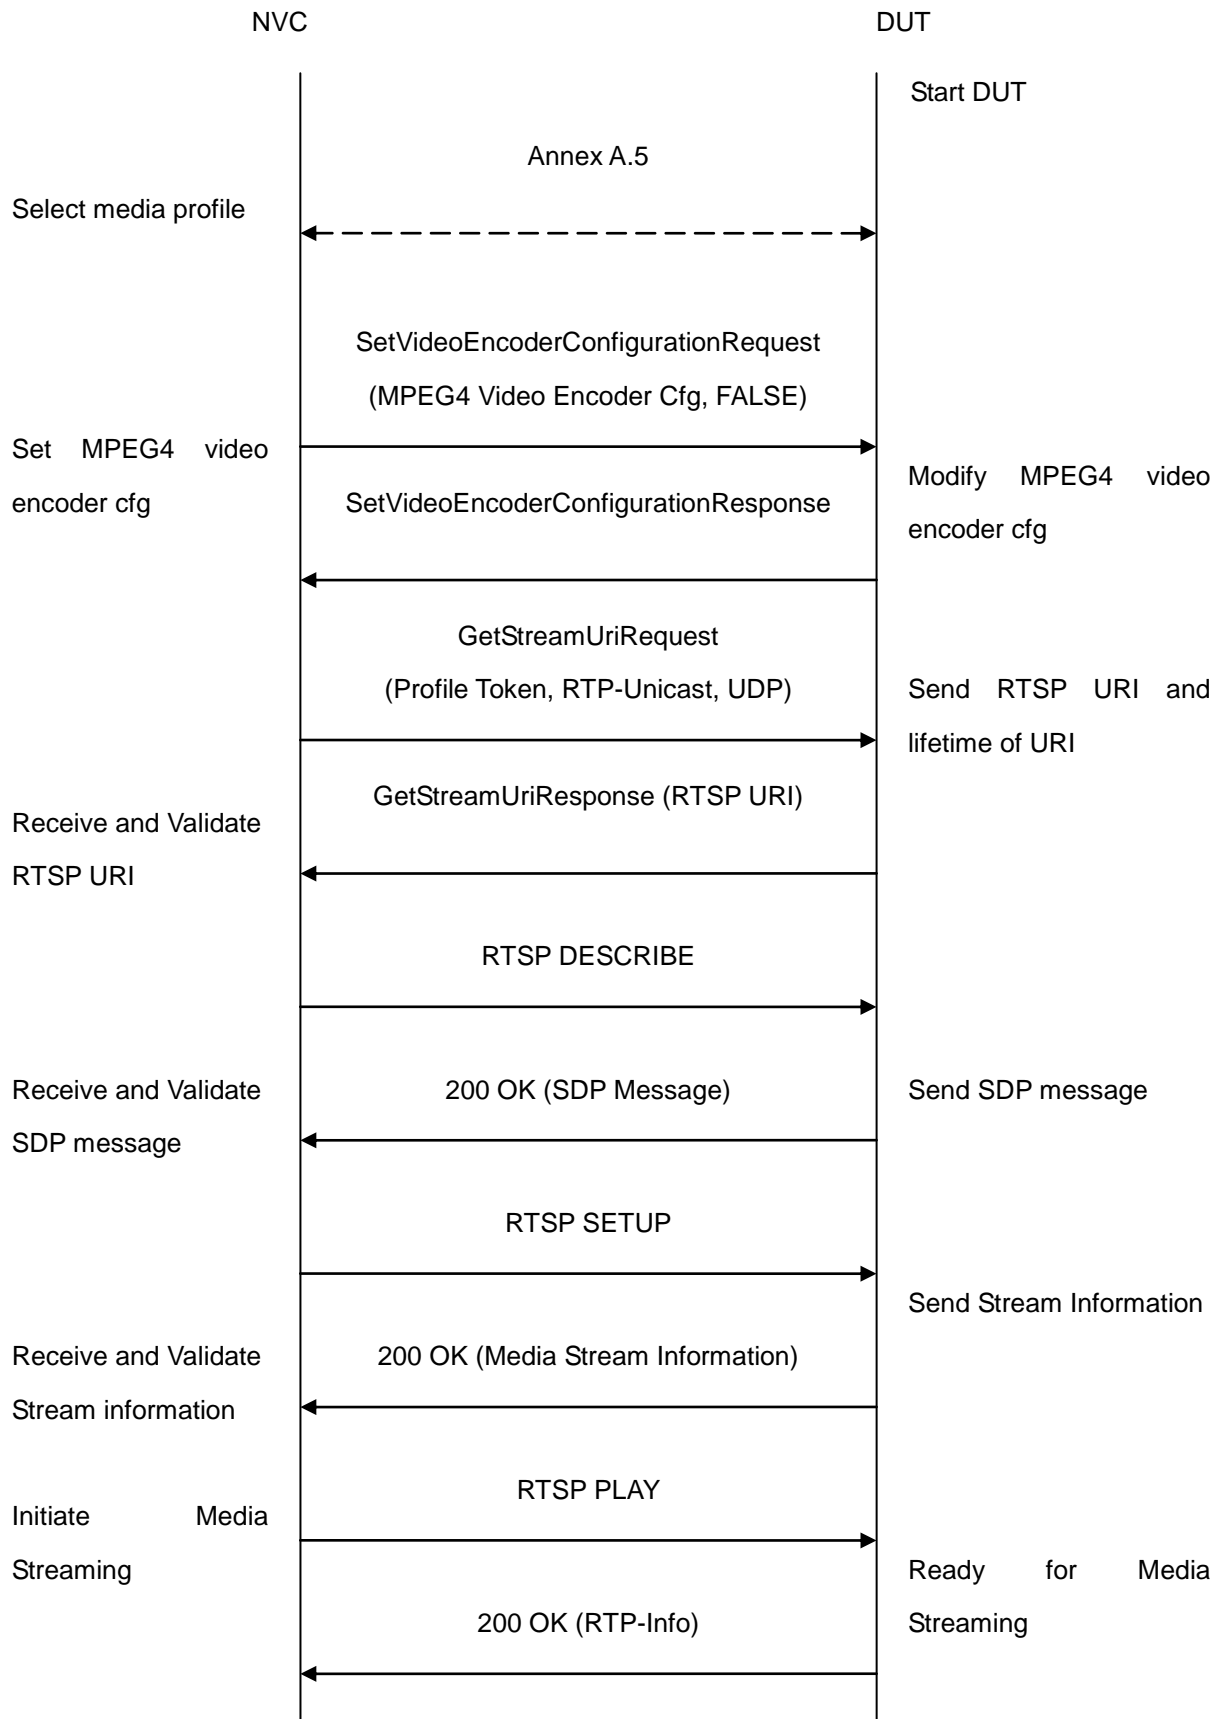 NVC
DUT
Start DUT
Annex A.5
Select media profile
SetVideoEncoderConfigurationRequest
(MPEG4 Video Encoder Cfg, FALSE)
Set MPEG4 video
encoder cfg
Modify MPEG4 video
encoder cfg
SetVideoEncoderConfigurationResponse
GetStreamUriRequest
(Profile Token, RTP-Unicast, UDP)
Send RTSP URI and
lifetime of URI
GetStreamUriResponse (RTSP URI)
Receive and Validate
RTSP URI
RTSP DESCRIBE
Receive and Validate
SDP message
200 OK (SDP Message)
Send SDP message
RTSP SETUP
Send Stream Information
Receive and Validate
Stream information
200 OK (Media Stream Information)
RTSP PLAY
Initiate Media
Streaming
Ready for Media
Streaming
200 OK (RTP-Info)